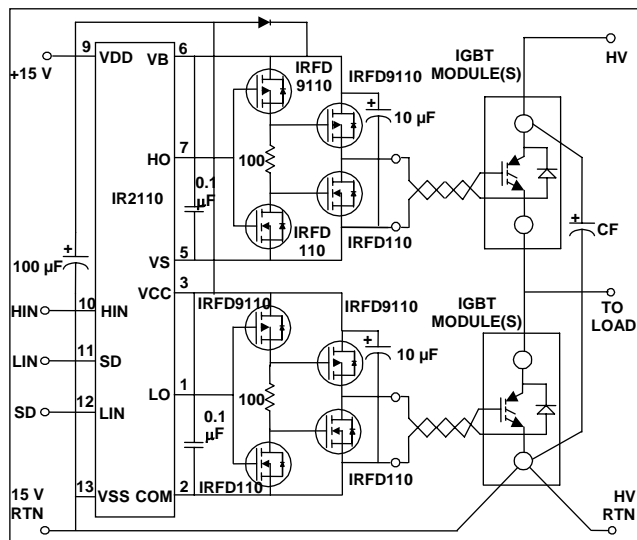 9
VDD
VB
6
+15 V
IRFD
9110
IRFD9110
10 µF
IGBT
MODULE(S)
HV
HO
7
100
IR2110
0.1
µF
IRFD
110
IRFD110
CF
100 µF
VS
5
VCC
3
IRFD9110
IRFD9110
IGBT
MODULE(S)
TO
LOAD
HIN
10
HIN
LIN
11
SD
SD
12
LIN
10 µF
LO
1
100
0.1
µF
IRFD110
IRFD110
15 V
RTN
13
VSS
COM
2
HV
RTN
+
+
+
+